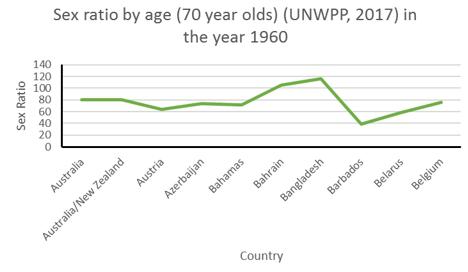 Sex ratio by age (70 year olds) (UNWPP, 2017) in
the year 1960
140
120
100
80
60
40
20
0
Sex Ratio
Australia
Australia/New Zealand
Austria
Azerbaijan
Bahamas
Bahrain
Bangladesh
Barbados
Belarus
Belgium
Country